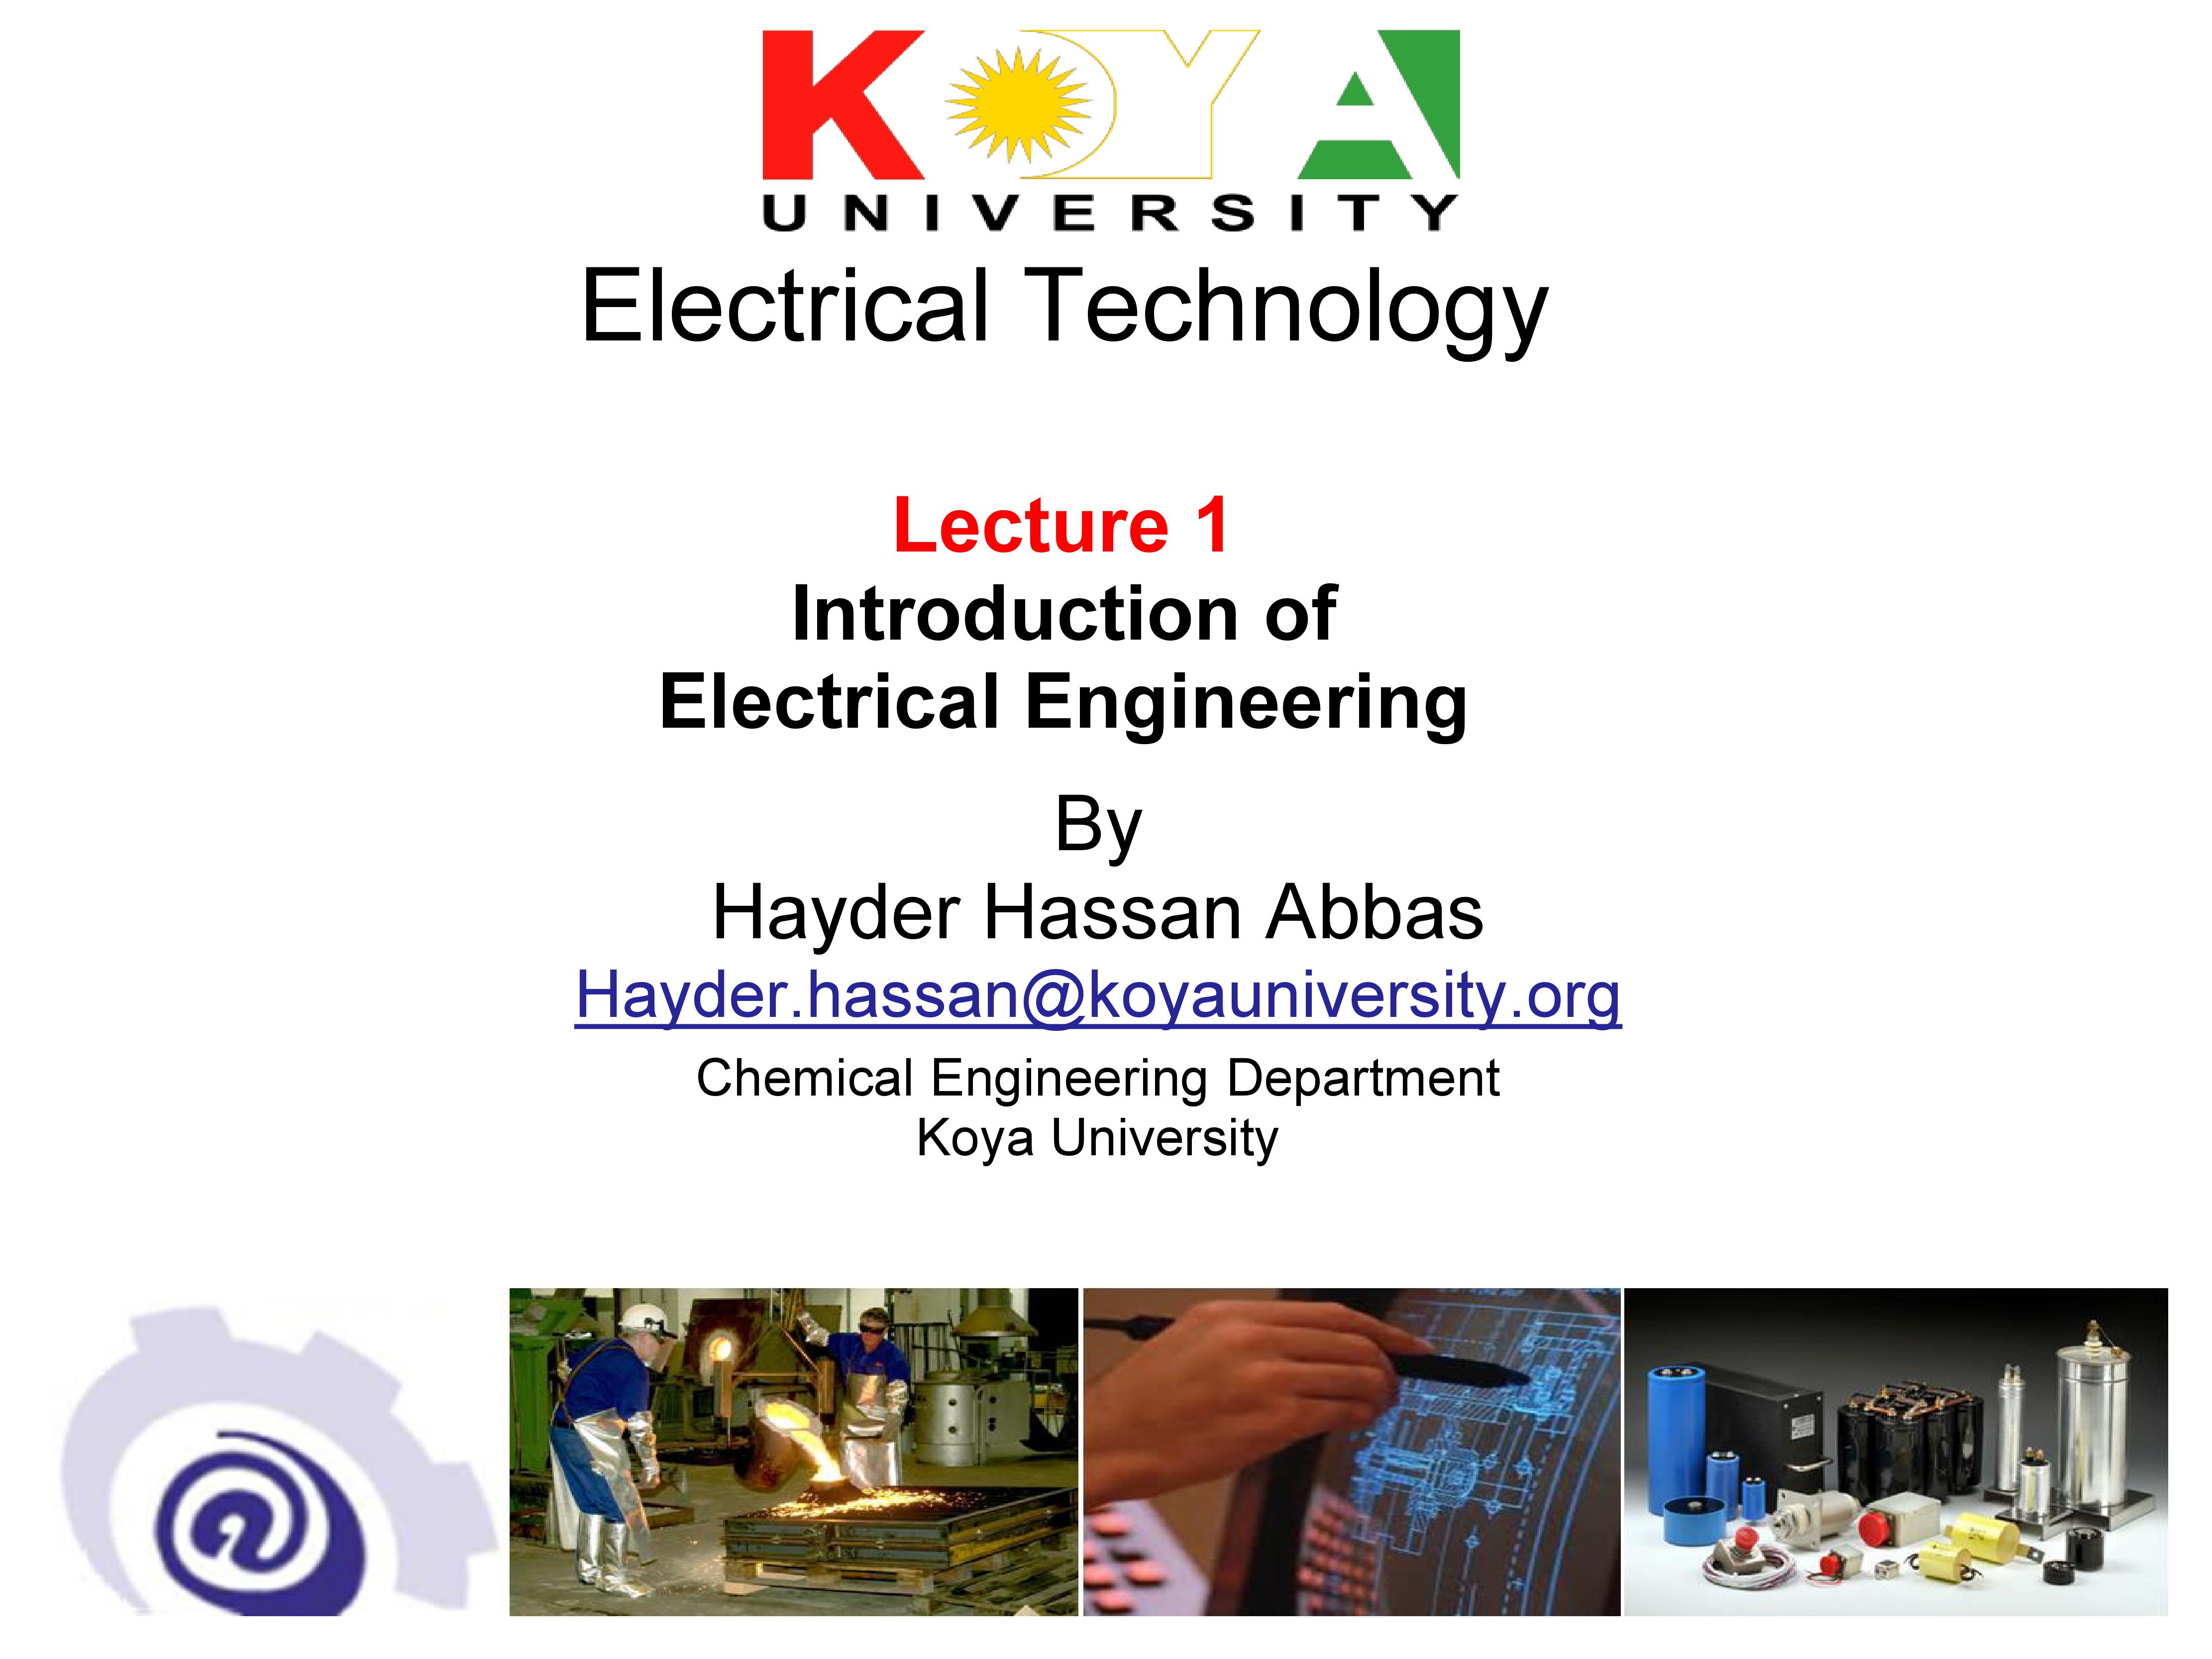 KOYA
UNIVERSITY
Electrical Technology
Lecture 1
Introduction of
Electrical Engineering
By
Hayder Hassan Abbas
Hayder.hassan@koyauniversity.org
Chemical Engineering Department
Koya University